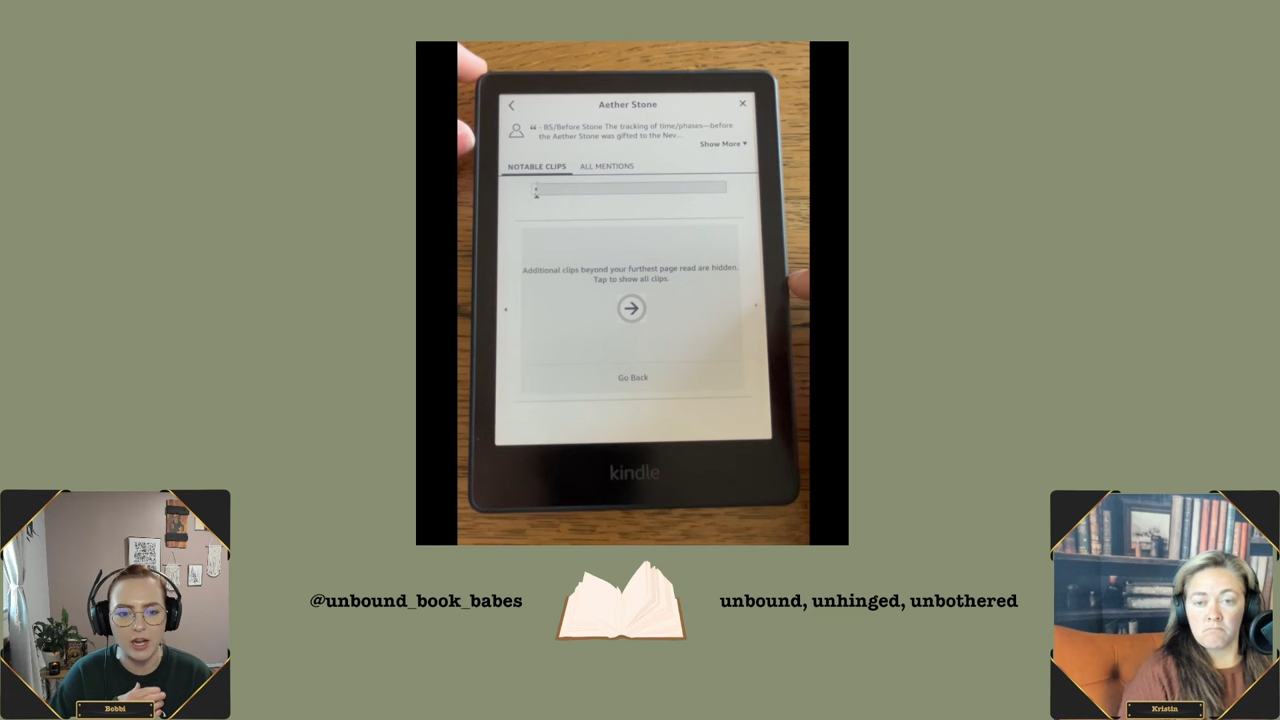 Aether Stone
“ - BS/Before Stone The tracking of time/phases—before
the Aether Stone was gifted to the Nev...
Show More ▾
NOTABLE CLIPS ALL MENTIONS
Additional clips beyond your furthest page read are hidden.
Tap to show all clips.
Go Back
kindle
@unbound_book_babes
unbound, unhinged, unbothered
Bobbi
Kristin